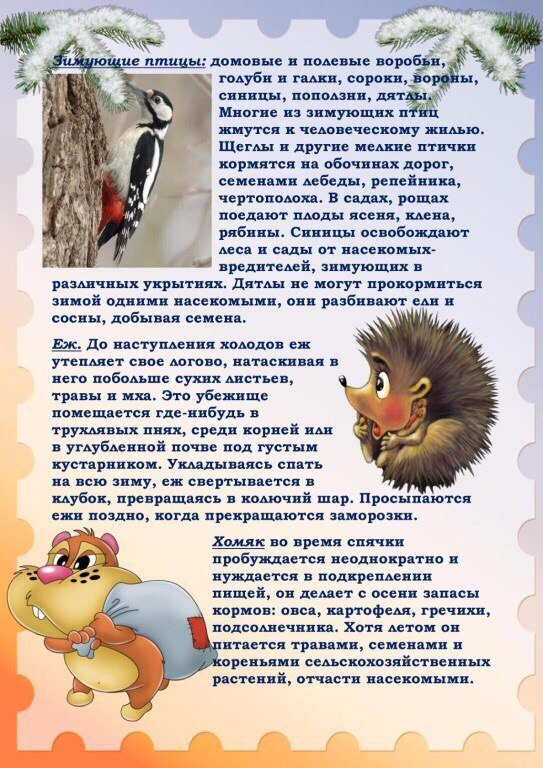 Зимующие птицы: домовые и полевые воробьи,
голуби и галки, сороки, вороны,
синицы, поползни, дятлы.
Многие из зимующих птиц
жмутся к человеческому жилью.
Щеглы и другие мелкие птички
кормятся на обочинах дорог,
семенами лебеды, репейника,
чертополоха. В садах, рощах
поедают плоды ясеня, клена,
рябины. Синицы освобождают
леса и сады от насекомых-
вредителей, зимующих в
различных укрытиях. Дятлы не могут прокормиться
зимой одними насекомыми, они разбивают ели и
сосны, добывая семена.
Еж. До наступления холодов еж
утепляет свое логово, натаскивая в
него побольше сухих листьев,
травы и мха. Это убежище
помещается где-нибудь в
трухлявых пнях, среди корней или
в углубленной почве под густым
кустарником. Укладываясь спать
на всю зиму, еж свертывается в
клубок, превращаясь в колючий шар. Просыпаются
ежи поздно, когда прекращаются заморозки.
Хомяк во время спячки
пробуждается неоднократно и
нуждается в подкреплении
пищей, он делает с осени запасы
кормов: овса, картофеля, гречихи,
подсолнечника. Хотя летом он
питается травами, семенами и
кореньями сельскохозяйственных
растений, отчасти насекомыми.